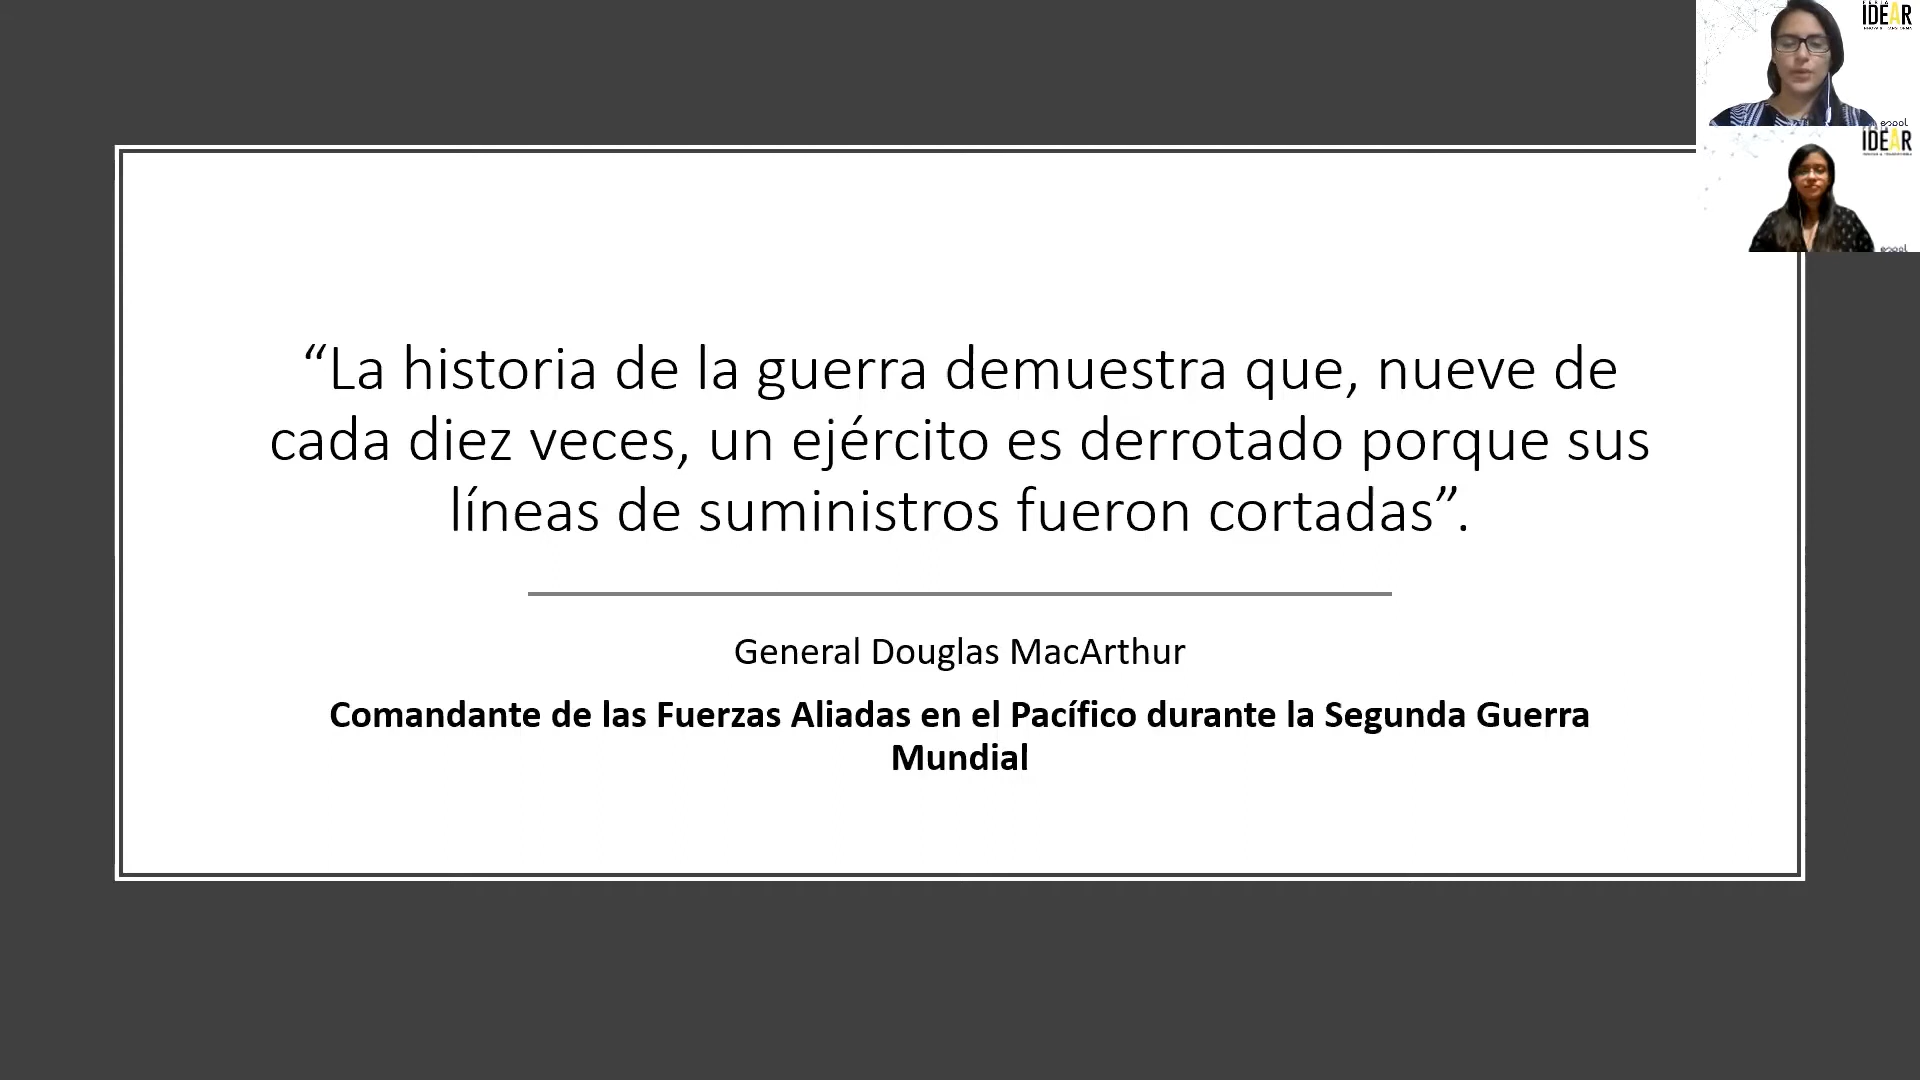 IDEAR
espol
IDEAR
espol
“La historia de la guerra demuestra que, nueve de
cada diez veces, un ejército es derrotado porque sus
líneas de suministros fueron cortadas”.
General Douglas MacArthur
Comandante de las Fuerzas Aliadas en el Pacífico durante la Segunda Guerra
Mundial